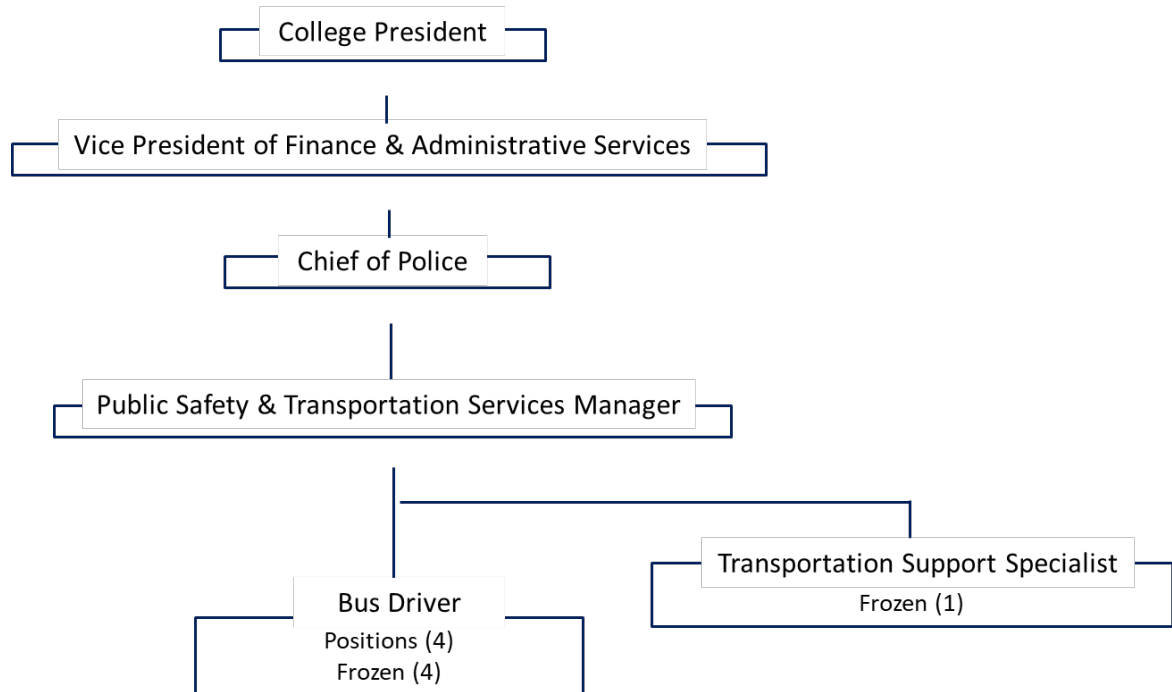 College President
Vice President of Finance & Administrative Services
Chief of Police
Public Safety & Transportation Services Manager
Transportation Support Specialist
Frozen (1)
Bus Driver
Positions (4)
Frozen (4)